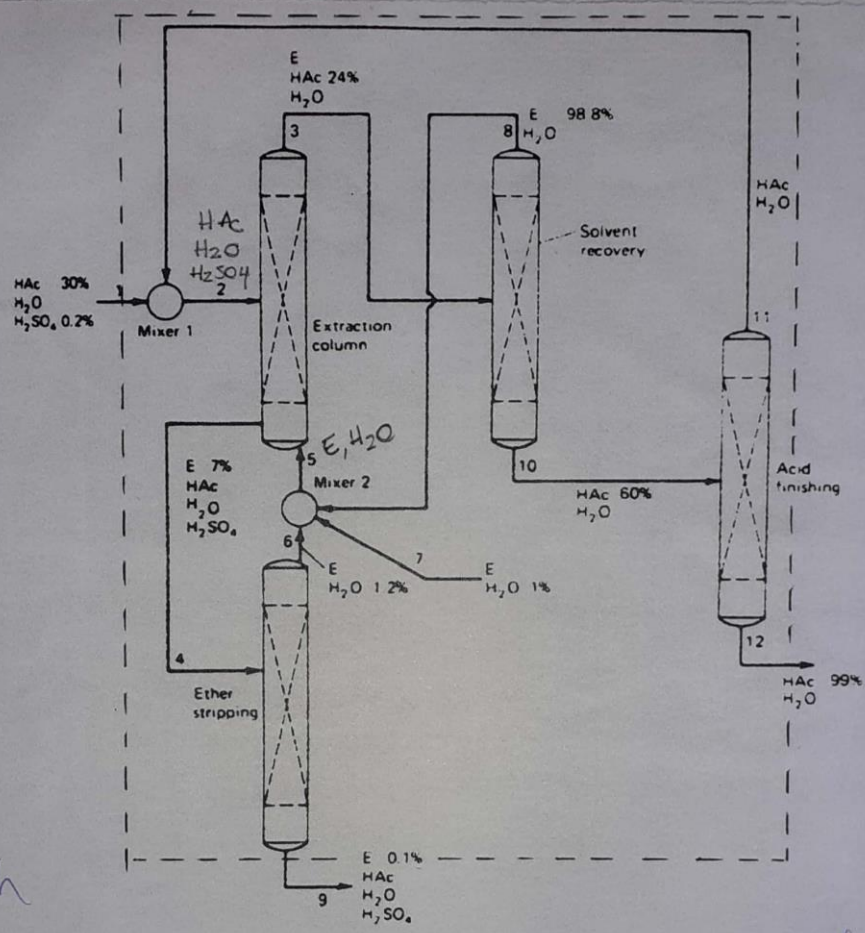 E
HAc 24%
H₂O
3
8
E 98.8%
H₂O
HAc
H₂O
Solvent
recovery
HAc
H₂O
H₂SO4
2
HAc 30%
H₂O
H₂SO₄ 0.2%
1
Mixer 1
Extraction
column
11
5
E, H₂O
E 7%
HAc
H₂O
H₂SO₄
Mixer 2
10
HAc 60%
H₂O
Acid
finishing
6
E
H₂O 1.2%
7
E
H₂O 1%
4
Ether
stripping
12
HAc 99%
H₂O
E 0.1%
HAc
H₂O
H₂SO₄
9